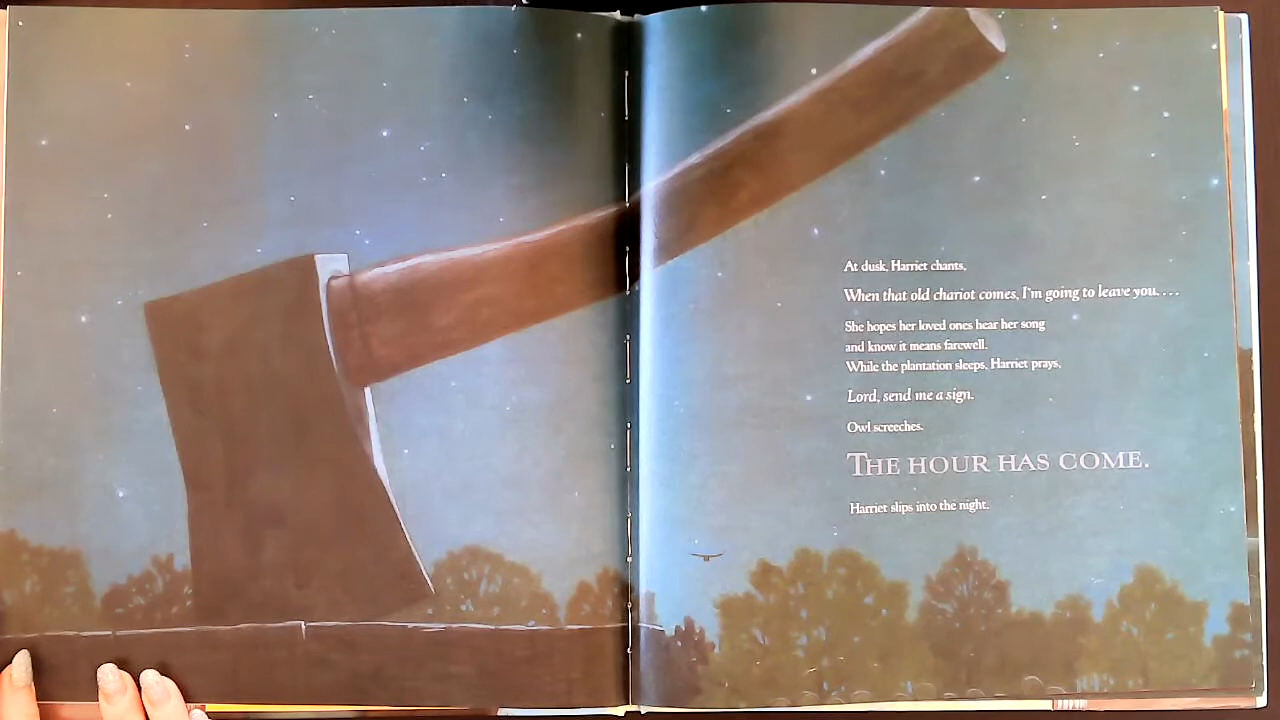 At dusk, Harriet chants,
When that old chariot comes, I'm going to leave you. . . .
She hopes her loved ones hear her song
and know it means farewell.
While the plantation sleeps, Harriet prays,
Lord, send me a sign.
Owl screeches.
THE HOUR HAS COME.
Harriet slips into the night.